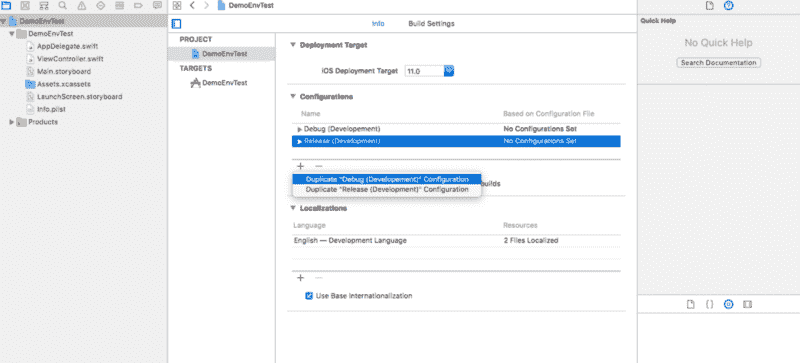 DemoEnvTest
DemoEnvTest
DemoEnvTest
AppDelegate.swift
ViewController.swift
Main.storyboard
Assets.xcassets
LaunchScreen.storyboard
Info.plist
Products
Info
Build Settings
PROJECT
DemoEnvTest
TARGETS
DemoEnvTest
Deployment Target
iOS Deployment Target 11.0
Configurations
Name Based on Configuration File
Debug (Developement) No Configurations Set
Release (Development) No Configurations Set
+ −
Duplicate "Debug (Developement)" Configuration
Duplicate "Release (Development)" Configuration
builds
Localizations
Language Resources
English — Development Language 2 Files Localized
+ −
Use Base Internationalization
Quick Help
No Quick Help
Search Documentation